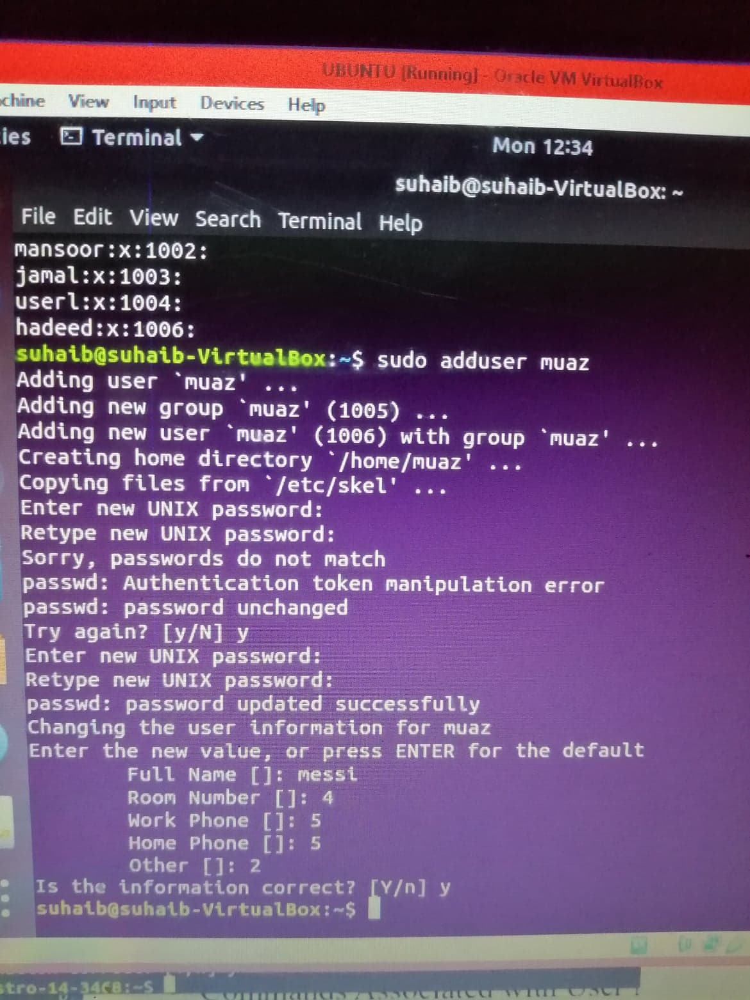 UBUNTU [Running] - Oracle VM VirtualBox
chine View Input Devices Help
ies Terminal Mon 12:34
suhaib@suhaib-VirtualBox: ~
File Edit View Search Terminal Help
mansoor:x:1002:
jamal:x:1003:
userl:x:1004:
hadeed:x:1006:
suhaib@suhaib-VirtualBox:~$ sudo adduser muaz
Adding user `muaz' ...
Adding new group `muaz' (1005) ...
Adding new user `muaz' (1006) with group `muaz' ...
Creating home directory `/home/muaz' ...
Copying files from `/etc/skel' ...
Enter new UNIX password:
Retype new UNIX password:
Sorry, passwords do not match
passwd: Authentication token manipulation error
passwd: password unchanged
Try again? [y/N] y
Enter new UNIX password:
Retype new UNIX password:
passwd: password updated successfully
Changing the user information for muaz
Enter the new value, or press ENTER for the default
Full Name []: messi
Room Number []: 4
Work Phone []: 5
Home Phone []: 5
Other []: 2
Is the information correct? [Y/n] y
suhaib@suhaib-VirtualBox:~$
stro-14-3468:~$
Commands Associated with User